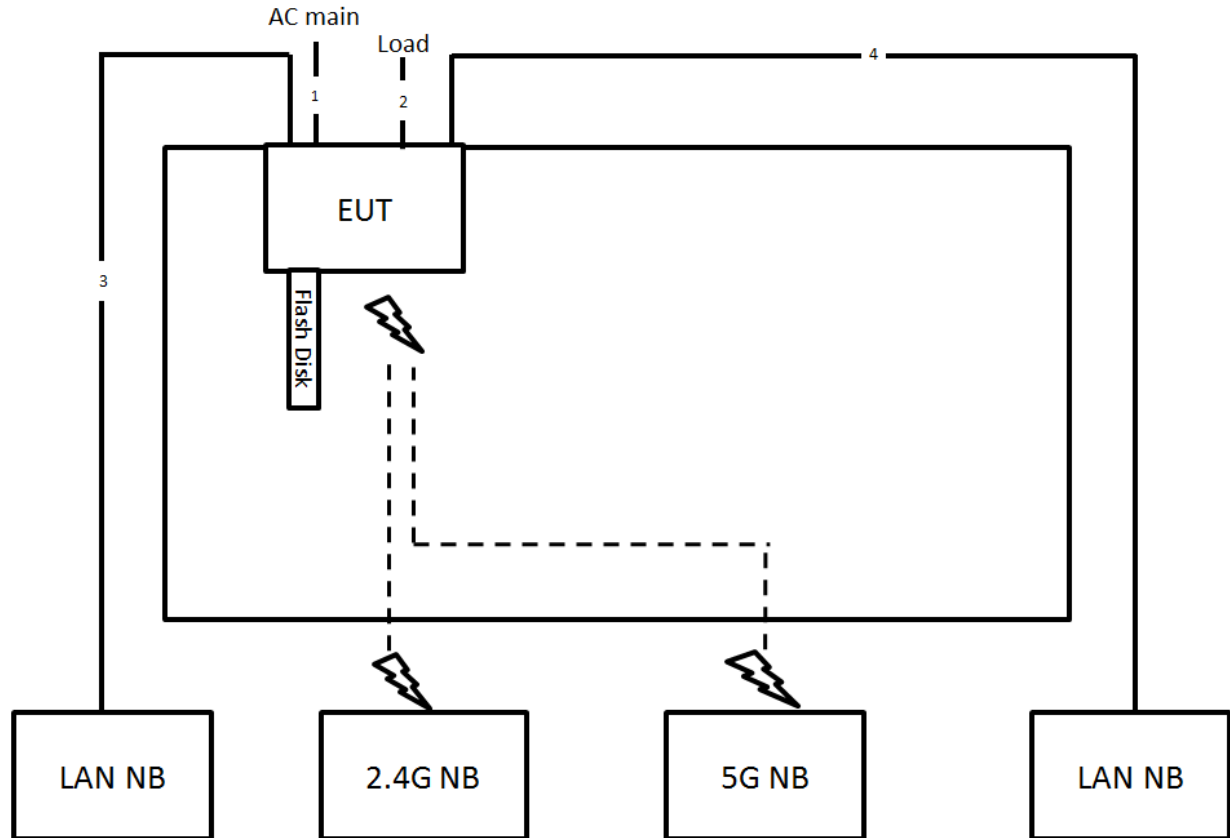 AC main
Load
4
1
2
EUT
3
Flash Disk
LAN NB
2.4G NB
5G NB
LAN NB